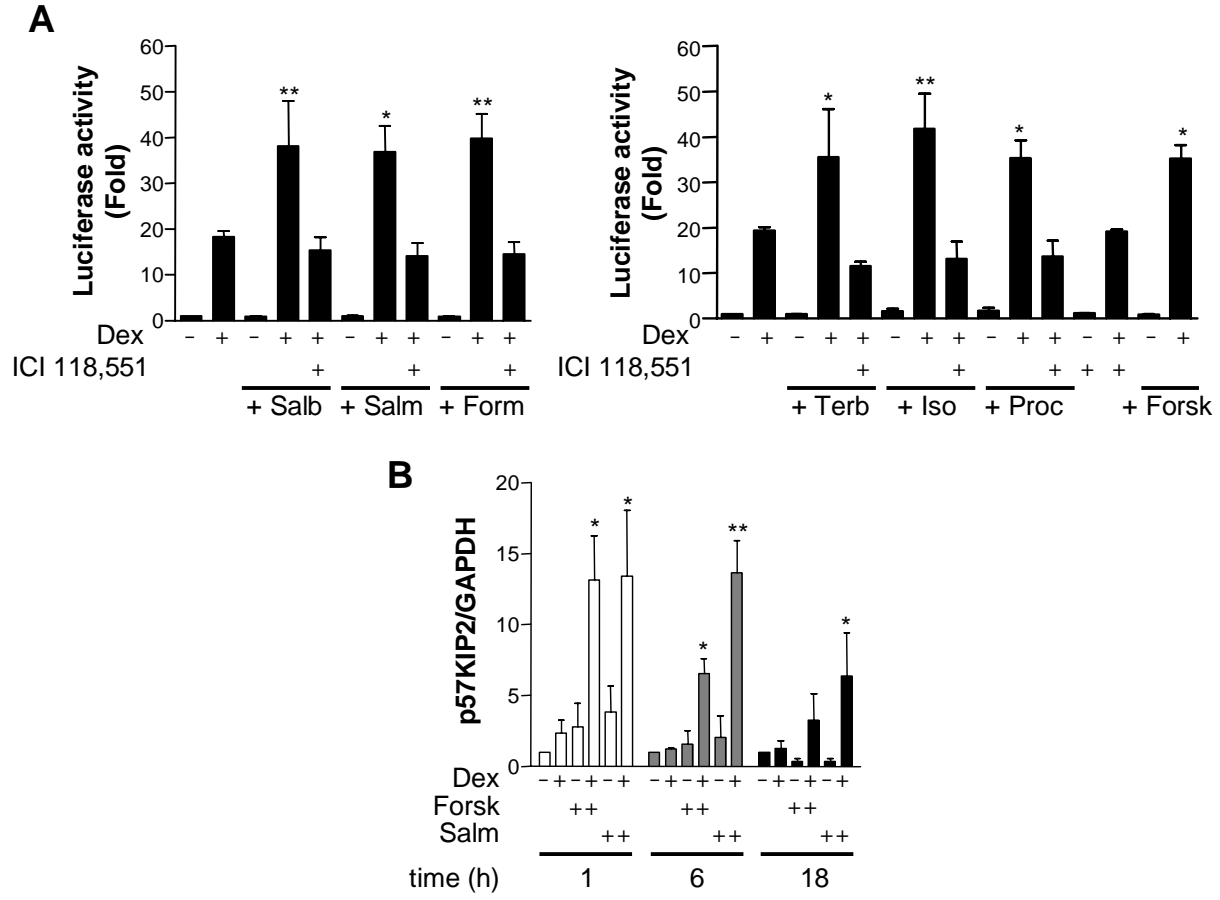 A
Luciferase activity
(Fold)
60
50
40
30
20
10
0
** * **
Dex - + - + + - + + - + +
ICI 118,551 + + +
+ Salb + Salm + Form
Luciferase activity
(Fold)
60
50
40
30
20
10
0
* ** * *
Dex - + - + + - + + - + + - + - +
ICI 118,551 + + + + +
+ Terb + Iso + Proc + Forsk
B
p57KIP2/GAPDH
20
15
10
5
0
* * * ** *
Dex - + - + - + - + - + - + - + - + - +
Forsk ++ ++ ++
Salm ++ ++ ++
time (h) 1 6 18